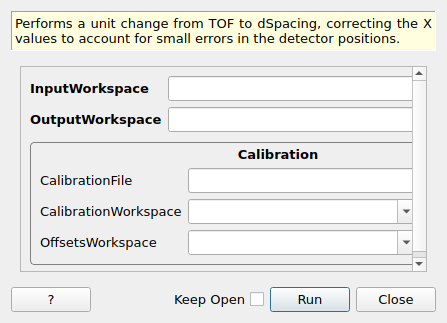 Performs a unit change from TOF to dSpacing, correcting the X
values to account for small errors in the detector positions.
InputWorkspace
OutputWorkspace
Calibration
CalibrationFile
CalibrationWorkspace
OffsetsWorkspace
? Keep Open Run Close